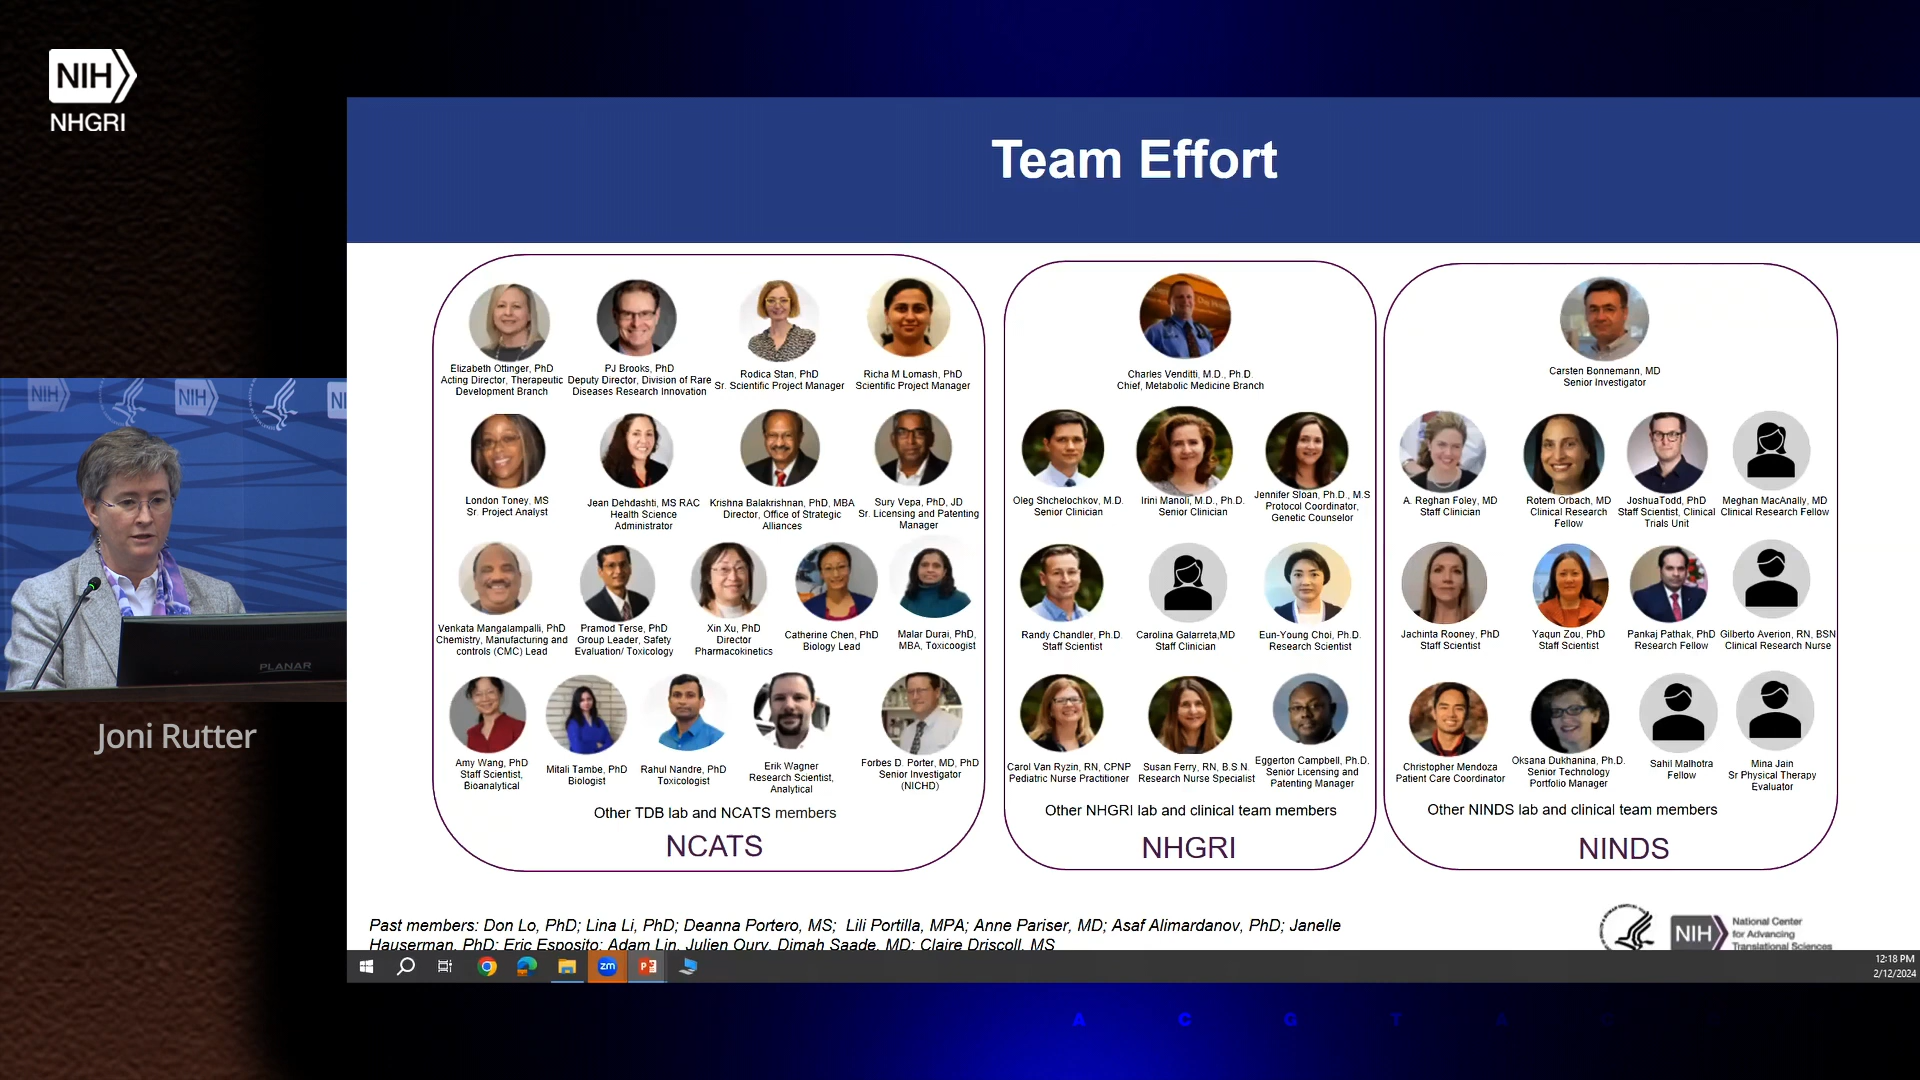 NIH
NHGRI
Team Effort
Elizabeth Ottinger, PhD
Acting Director, Therapeutic
Development Branch
PJ Brooks, PhD
Deputy Director, Division of Rare
Diseases Research Innovation
Rodica Stan, PhD
Sr. Scientific Project Manager
Richa M Lomash, PhD
Scientific Project Manager
London Toney, MS
Sr. Project Analyst
Jean Dehdashti, MS RAC
Health Science
Administrator
Krishna Balakrishnan, PhD, MBA
Director, Office of Strategic
Alliances
Sury Vepa, PhD, JD
Sr. Licensing and Patenting
Manager
Venkata Mangalampalli, PhD
Chemistry, Manufacturing and
controls (CMC) Lead
Pramod Terse, PhD
Group Leader, Safety
Evaluation/ Toxicology
Xin Xu, PhD
Director
Pharmacokinetics
Catherine Chen, PhD
Biology Lead
Malar Durai, PhD,
MBA, Toxicoogist
Amy Wang, PhD
Staff Scientist,
Bioanalytical
Mitali Tambe, PhD
Biologist
Rahul Nandre, PhD
Toxicologist
Erik Wagner
Research Scientist,
Analytical
Forbes D. Porter, MD, PhD
Senior Investigator
(NICHD)
Other TDB lab and NCATS members
NCATS
Charles Venditti, M.D., Ph.D.
Chief, Metabolic Medicine Branch
Oleg Shchelochkov, M.D.
Senior Clinician
Irini Manoli, M.D., Ph.D.
Senior Clinician
Jennifer Sloan, Ph.D., M.S
Protocol Coordinator,
Genetic Counselor
Randy Chandler, Ph.D.
Staff Scientist
Carolina Galarreta,MD
Staff Clinician
Eun-Young Choi, Ph.D.
Research Scientist
Carol Van Ryzin, RN, CPNP
Pediatric Nurse Practitioner
Susan Ferry, RN, B.S.N.
Research Nurse Specialist
Eggerton Campbell, Ph.D.
Senior Licensing and
Patenting Manager
Other NHGRI lab and clinical team members
NHGRI
Carsten Bonnemann, MD
Senior Investigator
A. Reghan Foley, MD
Staff Clinician
Rotem Orbach, MD
Clinical Research
Fellow
JoshuaTodd, PhD
Staff Scientist, Clinical
Trials Unit
Meghan MacAnally, MD
Clinical Research Fellow
Jachinta Rooney, PhD
Staff Scientist
Yaqun Zou, PhD
Staff Scientist
Pankaj Pathak, PhD
Research Fellow
Gilberto Averion, RN, BSN
Clinical Research Nurse
Christopher Mendoza
Patient Care Coordinator
Oksana Dukhanina, Ph.D.
Senior Technology
Portfolio Manager
Sahil Malhotra
Fellow
Mina Jain
Sr Physical Therapy
Evaluator
Other NINDS lab and clinical team members
NINDS
Past members: Don Lo, PhD; Lina Li, PhD; Deanna Portero, MS; Lili Portilla, MPA; Anne Pariser, MD; Asaf Alimardanov, PhD; Janelle
Hauserman, PhD; Eric Esposito; Adam Lin, Julien Oury, Dimah Saade, MD; Claire Driscoll, MS
NIH
National Center
for Advancing
Translational Sciences
zm
12:18 PM
2/12/2024
NIH
NIH
NI
PLANAR
Joni Rutter
A C G T A